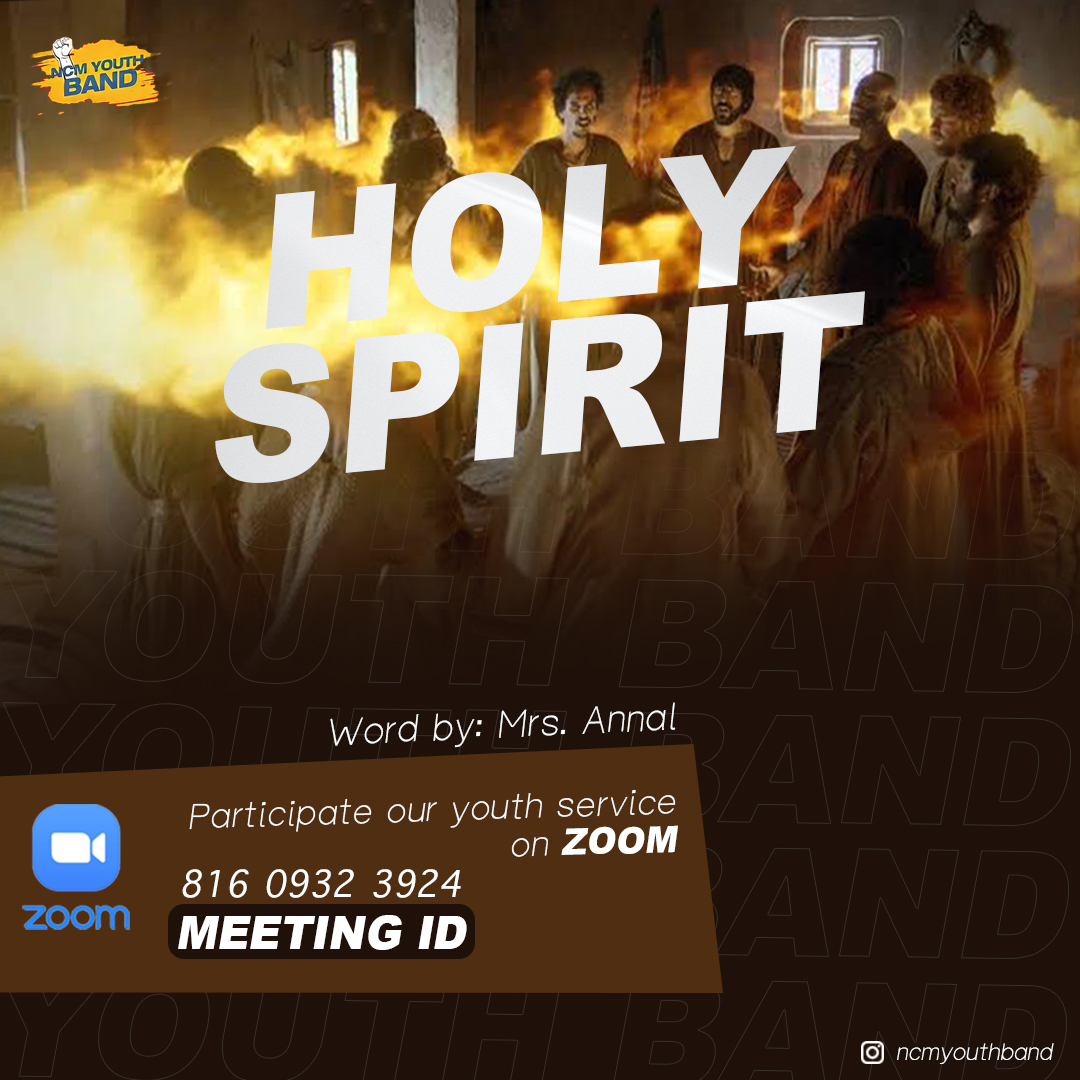 NCM YOUTH
BAND
HOLY
SPIRIT
YOUTH BAND
YOUTH BAND
YOUTH BAND
Word by: Mrs. Annal
Participate our youth service
on ZOOM
zoom
816 0932 3924
MEETING ID
BAND
YOUTH BAND
ncmyouthband